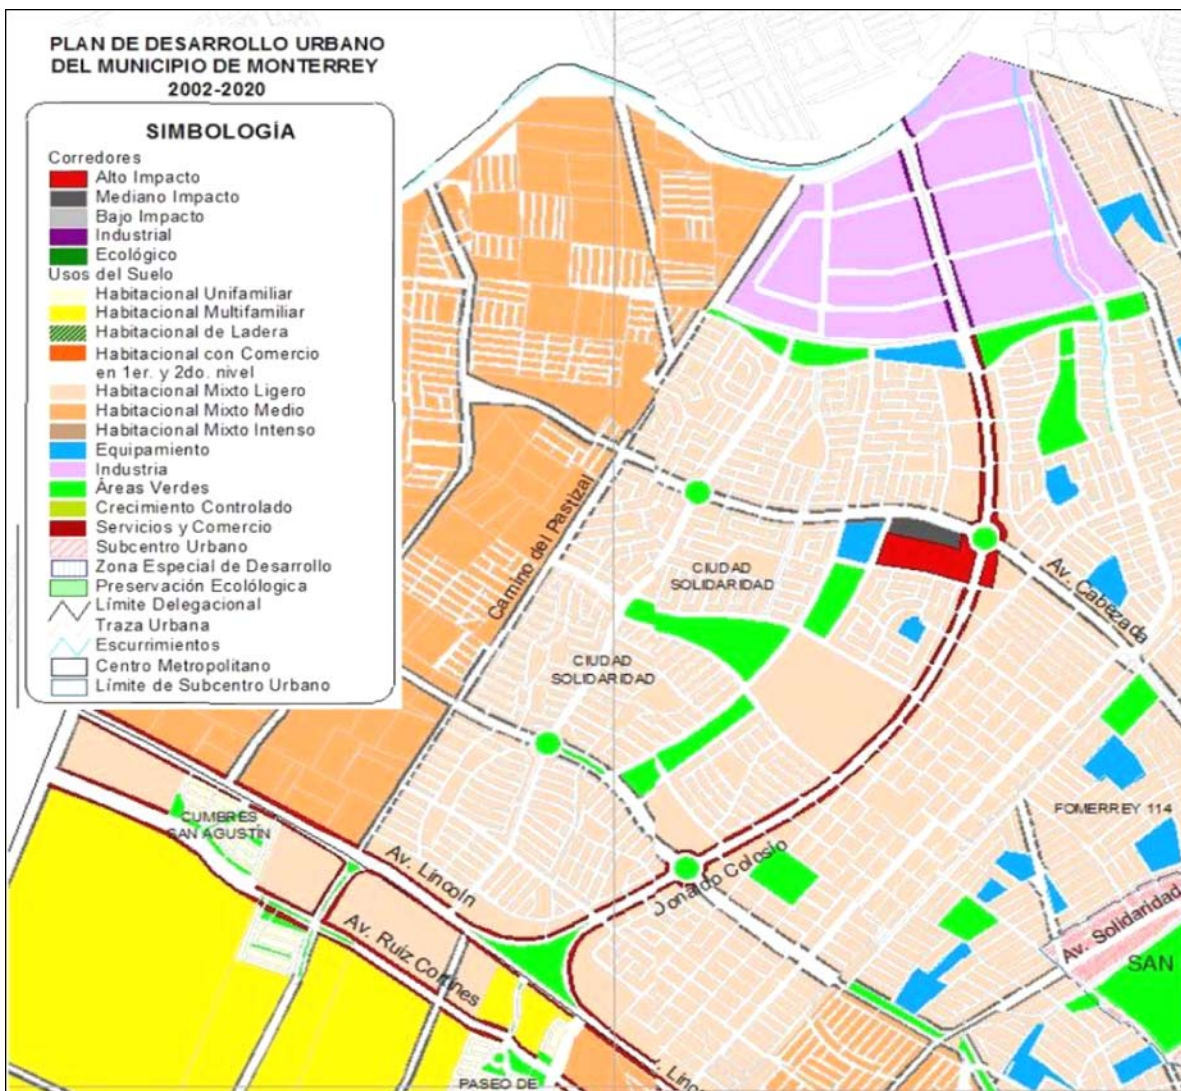 PLAN DE DESARROLLO URBANO
DEL MUNICIPIO DE MONTERREY
2002-2020
SIMBOLOGÍA
Corredores
Alto Impacto
Mediano Impacto
Bajo Impacto
Industrial
Ecológico
Usos del Suelo
Habitacional Unifamiliar
Habitacional Multifamiliar
Habitacional de Ladera
Habitacional con Comercio
en 1er. y 2do. nivel
Habitacional Mixto Ligero
Habitacional Mixto Medio
Habitacional Mixto Intenso
Equipamiento
Industria
Áreas Verdes
Crecimiento Controlado
Servicios y Comercio
Subcentro Urbano
Zona Especial de Desarrollo
Preservación Ecolólogica
Límite Delegacional
Traza Urbana
Escurrimientos
Centro Metropolitano
Límite de Subcentro Urbano
Camino del Pastizal
CIUDAD
SOLIDARIDAD
Av. Cabezada
CIUDAD
SOLIDARIDAD
FOMERREY 114
CUMBRES
SAN AGUSTÍN
Av. Lincoln
Donaldo Colosio
Av. Ruiz Cortines
Av. Solidaridad
SAN
PASEO DE